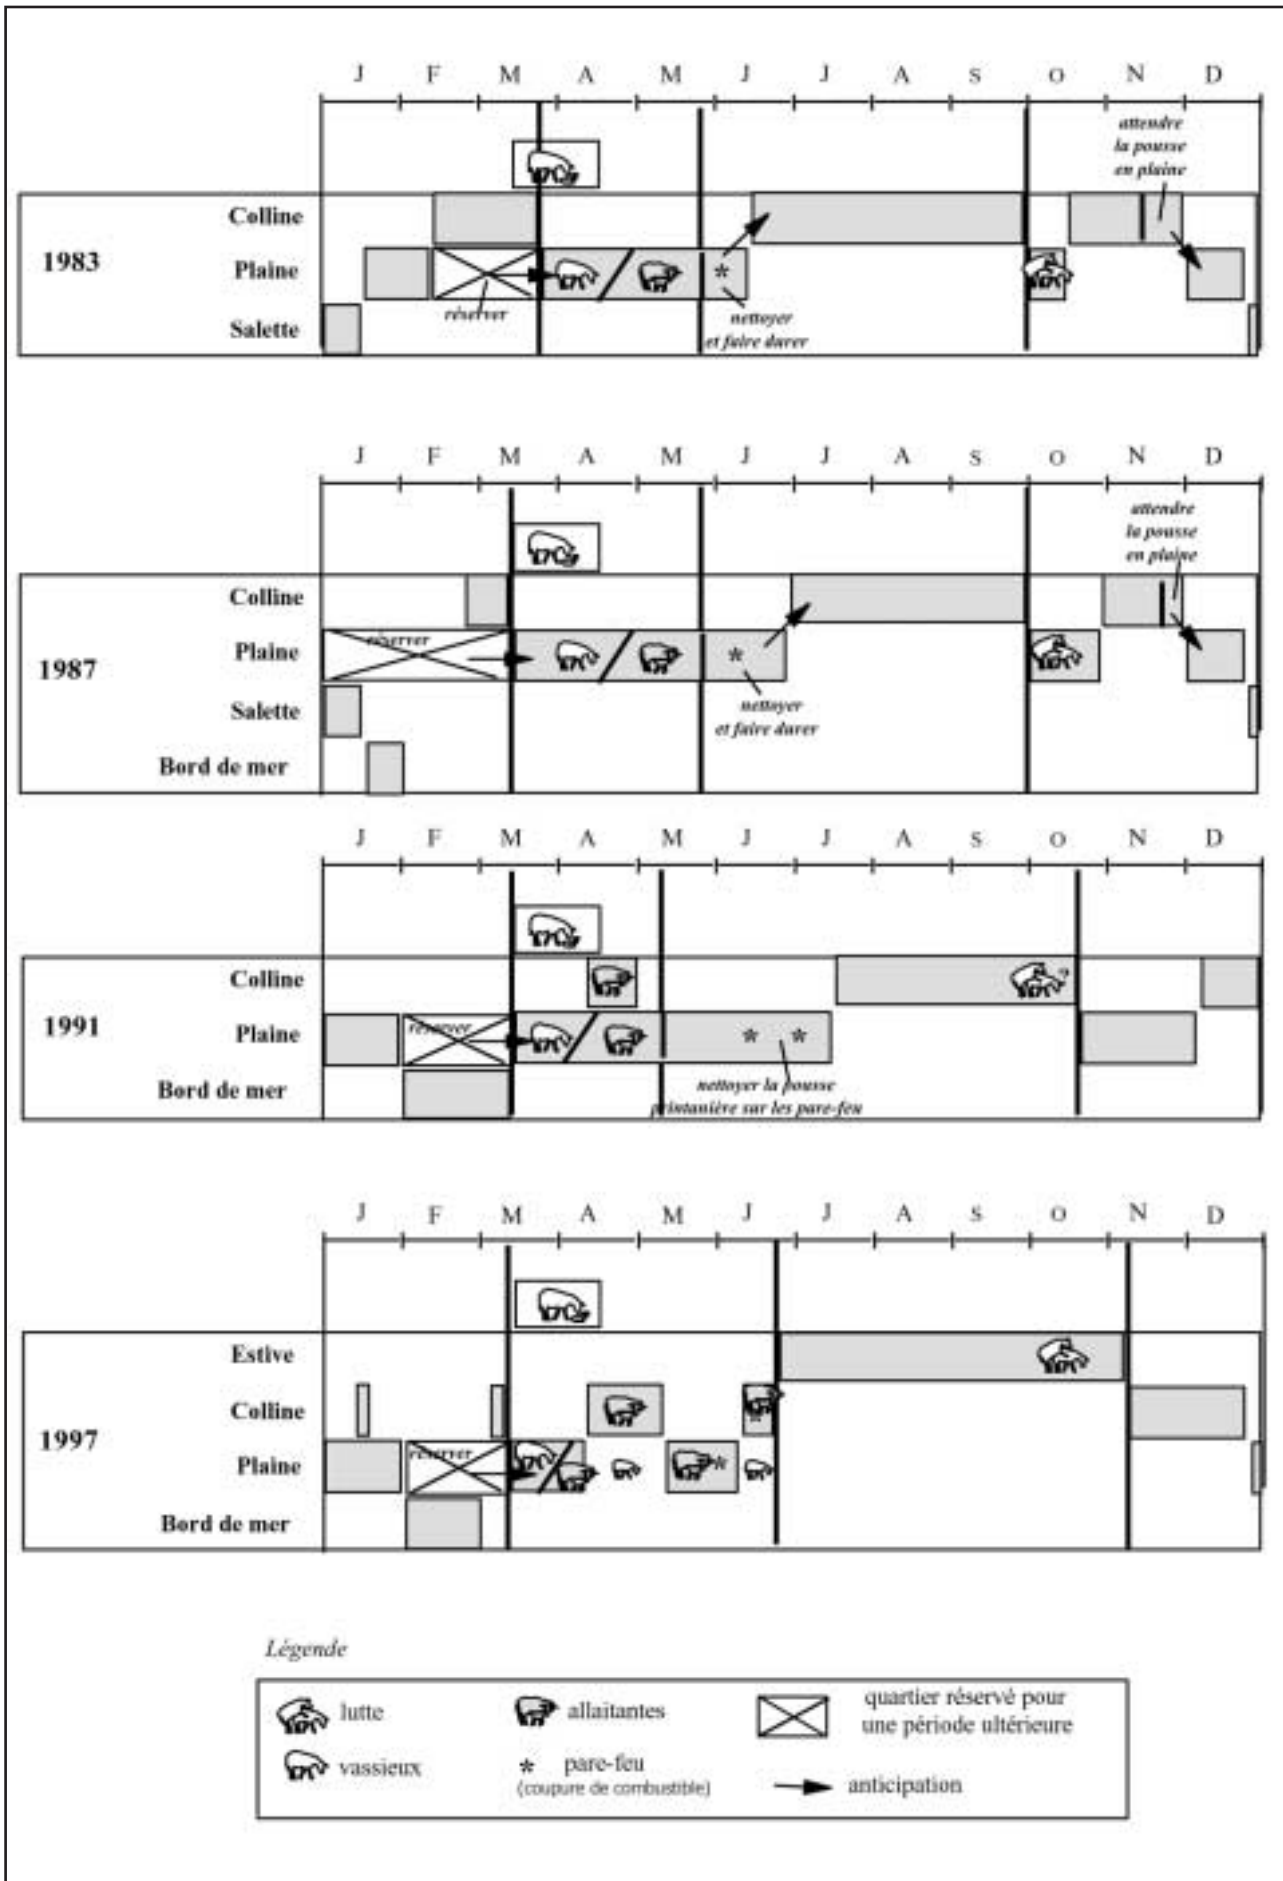 J F M A M J J A S O N D
attendre
la pousse
en plaine
Colline
1983
Plaine
réserver
nettoyer
et faire durer
Salette
J F M A M J J A S O N D
attendre
la pousse
en plaine
Colline
réserver
1987
Plaine
nettoyer
et faire durer
Salette
Bord de mer
J F M A M J J A S O N D
Colline
?
1991
Plaine
réserver
* *
nettoyer la pousse
printanière sur les pare-feu
Bord de mer
J F M A M J J A S O N D
Estive
Colline
1997
réserver
Plaine
Bord de mer
Légende
lutte
allaitantes
quartier réservé pour
une période ultérieure
vassieux
* pare-feu
(coupure de combustible)
anticipation